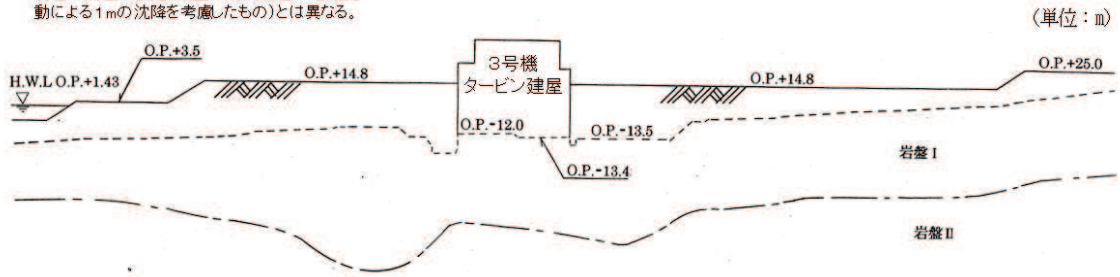 動による1mの沈降を考慮したもの)とは異なる。
(単位：m)
O.P.+3.5
H.W.L O.P.+1.43
O.P.+14.8
3号機
タービン建屋
O.P.+14.8
O.P.+25.0
O.P.-12.0
O.P.-13.5
O.P.-13.4
岩盤I
岩盤II